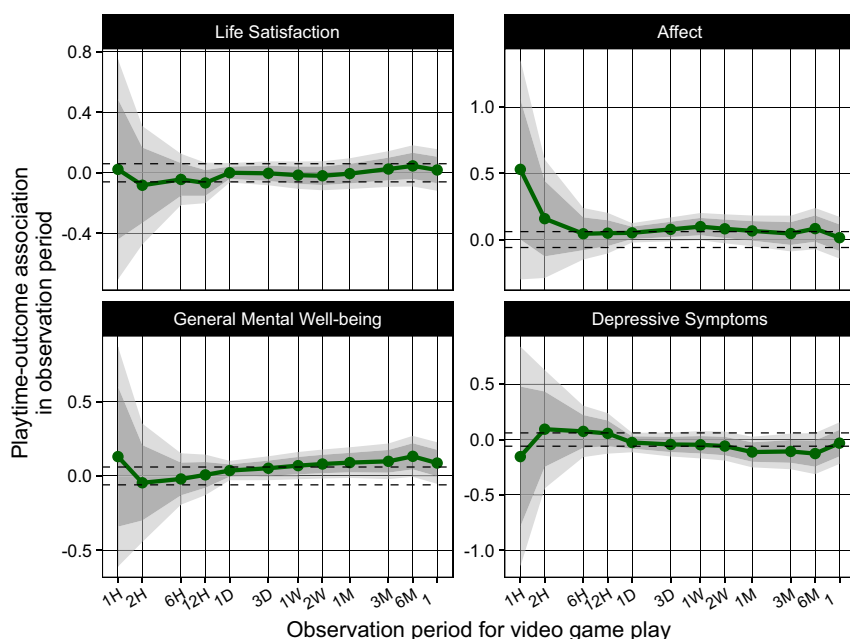 Life Satisfaction
Affect
0.8
0.4
0.0
-0.4
1.0
0.5
0.0
General Mental Well-being
Depressive Symptoms
0.5
0.0
-0.5
0.5
0.0
-0.5
-1.0
Playtime-outcome association
in observation period
1H 2H 6H 12H 1D 3D 1W 2W 1M 3M 6M 1
1H 2H 6H 12H 1D 3D 1W 2W 1M 3M 6M 1
Observation period for video game play